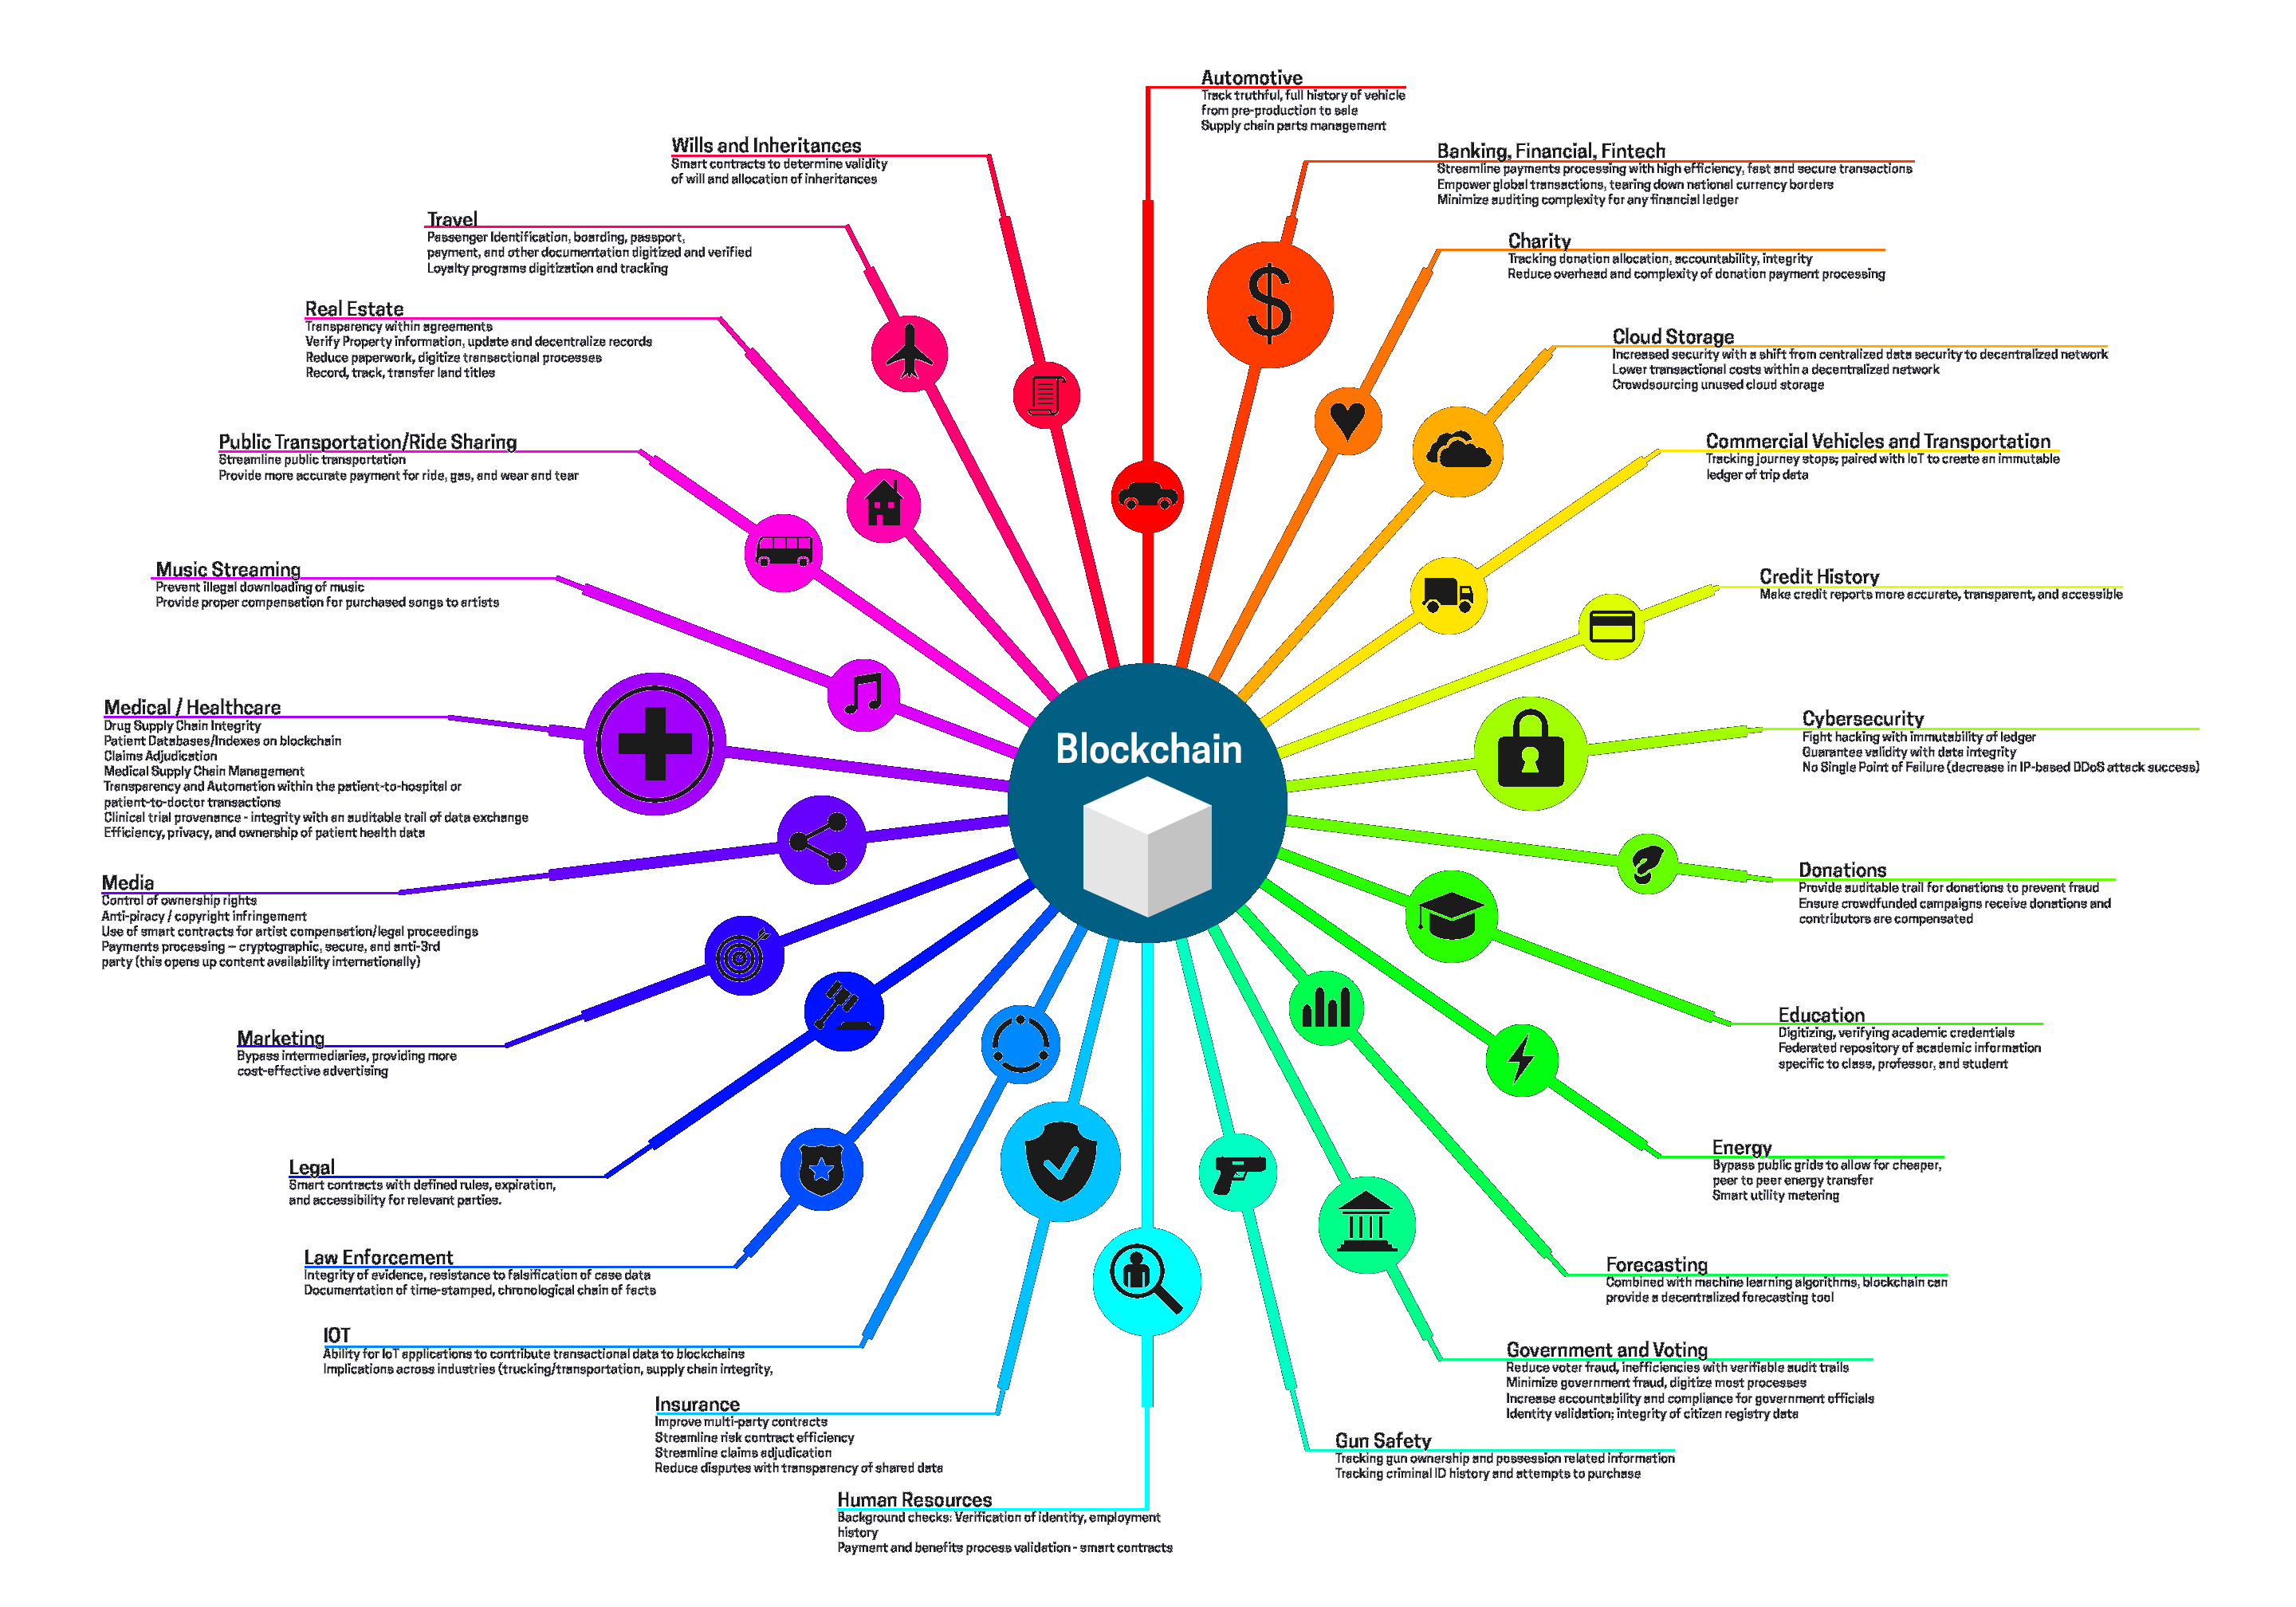 Automotive
Track truthful, full history of vehicle
from pre-production to sale
Supply chain parts management
Banking, Financial, Fintech
Streamline payments processing with high efficiency, fast and secure transactions
Empower global transactions, tearing down national currency borders
Minimize auditing complexity for any financial ledger
Charity
Tracking donation allocation, accountability, integrity
Reduce overhead and complexity of donation payment processing
Cloud Storage
Increased security with a shift from centralized data security to decentralized network
Lower transactional costs within a decentralized network
Crowdsourcing unused cloud storage
Commercial Vehicles and Transportation
Tracking journey stops; paired with IoT to create an immutable
ledger of trip data
Credit History
Make credit reports more accurate, transparent, and accessible
Cybersecurity
Fight hacking with immutability of ledger
Guarantee validity with data integrity
No Single Point of Failure (decrease in IP-based DDoS attack success)
Donations
Provide auditable trail for donations to prevent fraud
Ensure crowdfunded campaigns receive donations and
contributors are compensated
Education
Digitizing, verifying academic credentials
Federated repository of academic information
specific to class, professor, and student
Energy
Bypass public grids to allow for cheaper,
peer to peer energy transfer
Smart utility metering
Forecasting
Combined with machine learning algorithms, blockchain can
provide a decentralized forecasting tool
Government and Voting
Reduce voter fraud, inefficiencies with verifiable audit trails
Minimize government fraud, digitize most processes
Increase accountability and compliance for government officials
Identity validation; integrity of citizen registry data
Gun Safety
Tracking gun ownership and possession related information
Tracking criminal ID history and attempts to purchase
Human Resources
Background checks: Verification of identity, employment
history
Payment and benefits process validation - smart contracts
Insurance
Improve multi-party contracts
Streamline risk contract efficiency
Streamline claims adjudication
Reduce disputes with transparency of shared data
IOT
Ability for IoT applications to contribute transactional data to blockchains
Implications across industries (trucking/transportation, supply chain integrity,
Law Enforcement
Integrity of evidence, resistance to falsification of case data
Documentation of time-stamped, chronological chain of facts
Legal
Smart contracts with defined rules, expiration,
and accessibility for relevant parties.
Marketing
Bypass intermediaries, providing more
cost-effective advertising
Media
Control of ownership rights
Anti-piracy / copyright infringement
Use of smart contracts for artist compensation/legal proceedings
Payments processing – cryptographic, secure, and anti-3rd
party (this opens up content availability internationally)
Medical / Healthcare
Drug Supply Chain Integrity
Patient Databases/Indexes on blockchain
Claims Adjudication
Medical Supply Chain Management
Transparency and Automation within the patient-to-hospital or
patient-to-doctor transactions
Clinical trial provenance - integrity with an auditable trail of data exchange
Efficiency, privacy, and ownership of patient health data
Music Streaming
Prevent illegal downloading of music
Provide proper compensation for purchased songs to artists
Public Transportation/Ride Sharing
Streamline public transportation
Provide more accurate payment for ride, gas, and wear and tear
Real Estate
Transparency within agreements
Verify Property information, update and decentralize records
Reduce paperwork, digitize transactional processes
Record, track, transfer land titles
Travel
Passenger Identification, boarding, passport,
payment, and other documentation digitized and verified
Loyalty programs digitization and tracking
Wills and Inheritances
Smart contracts to determine validity
of will and allocation of inheritances
$
Blockchain